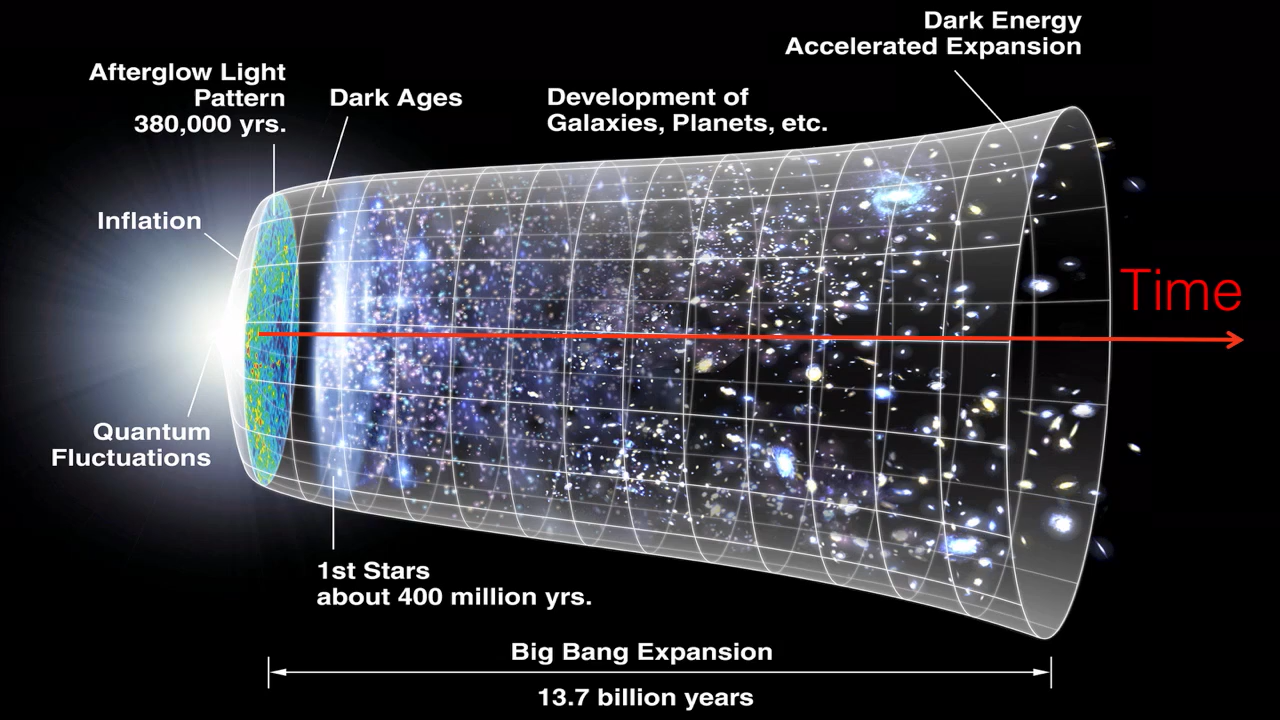 Dark Energy
Accelerated Expansion
Afterglow Light
Pattern
380,000 yrs.
Dark Ages
Development of
Galaxies, Planets, etc.
Inflation
Time
Quantum
Fluctuations
1st Stars
about 400 million yrs.
Big Bang Expansion
13.7 billion years